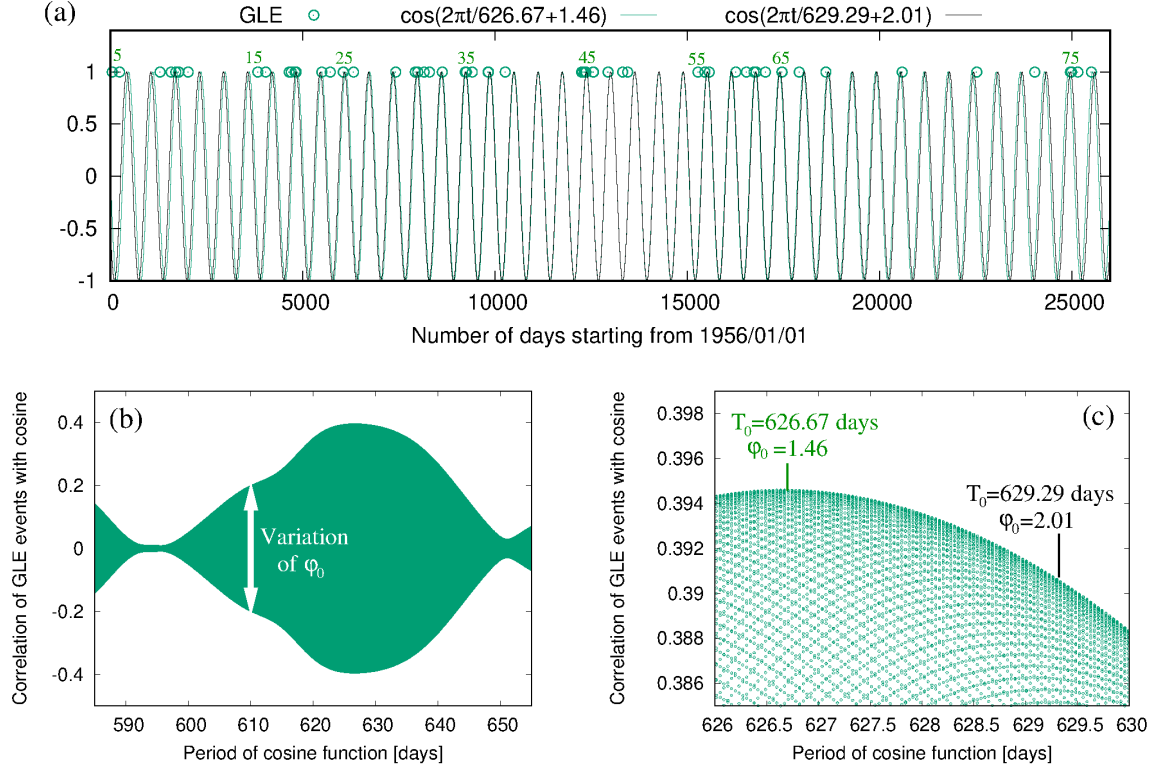 (a)
GLE cos(2πt/626.67+1.46) cos(2πt/629.29+2.01)
5 15 25 35 45 55 65 75
1
0.5
0
-0.5
-1
0 5000 10000 15000 20000 25000
Number of days starting from 1956/01/01
(b)
Correlation of GLE events with cosine
0.4
0.2
0
-0.2
-0.4
Variation
of φ₀
590 600 610 620 630 640 650
Period of cosine function [days]
(c)
Correlation of GLE events with cosine
0.398
0.396
0.394
0.392
0.39
0.388
0.386
T₀=626.67 days
φ₀ =1.46
T₀=629.29 days
φ₀=2.01
626 626.5 627 627.5 628 628.5 629 629.5 630
Period of cosine function [days]